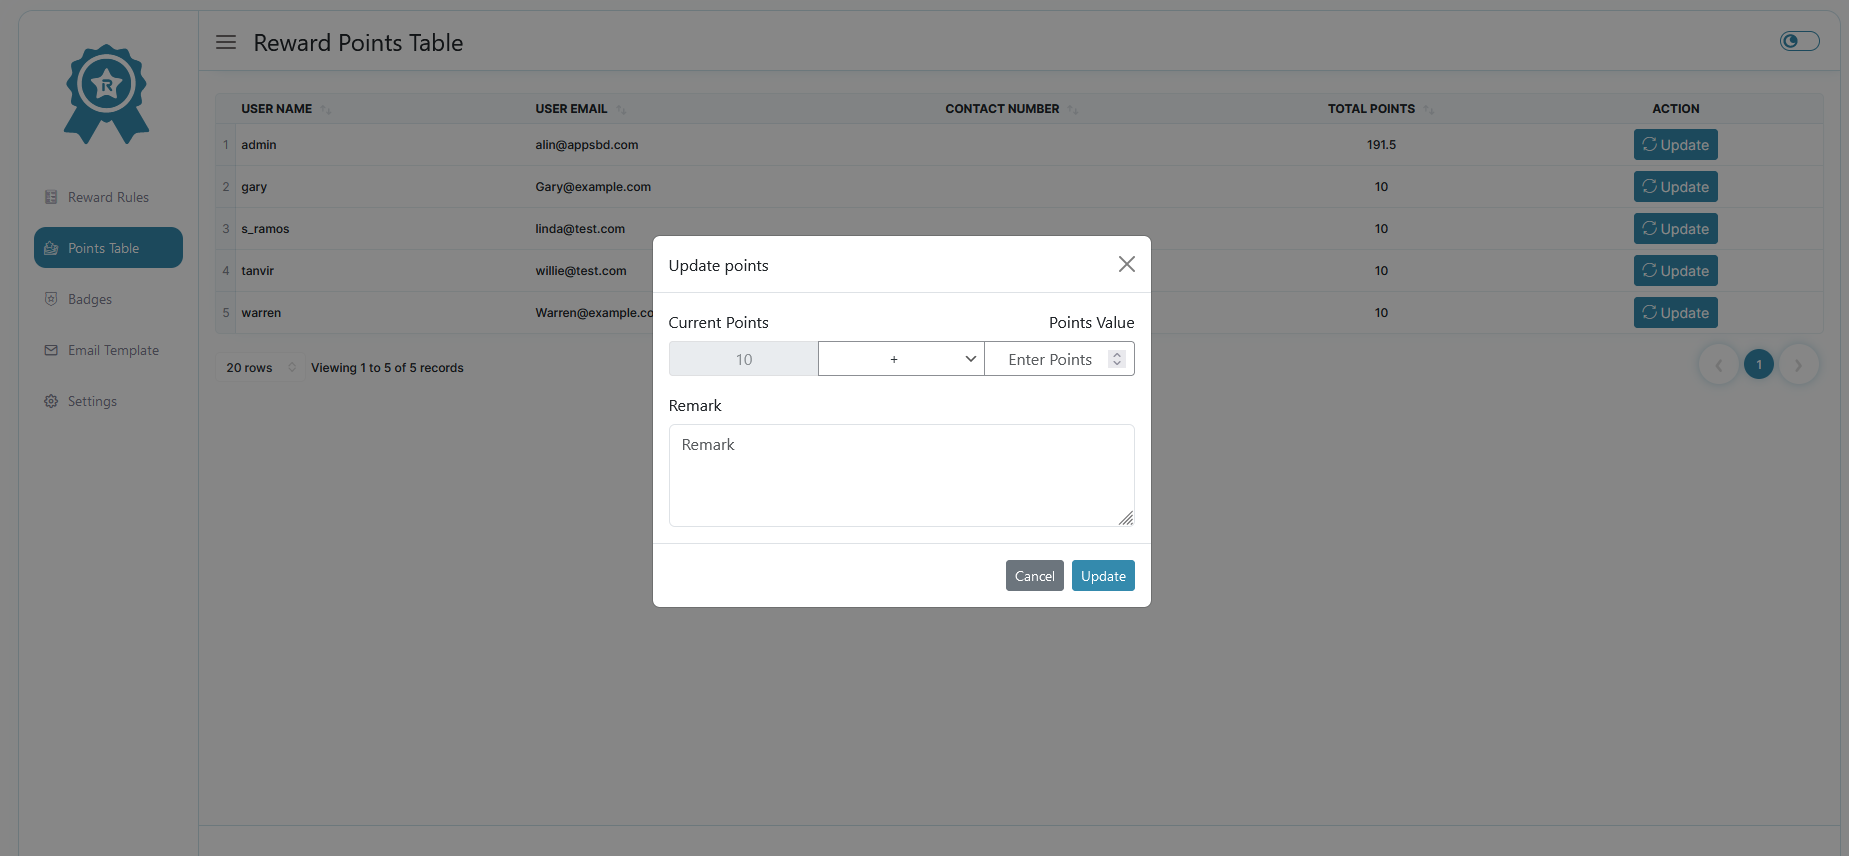 Reward Points Table
USER NAME USER EMAIL CONTACT NUMBER TOTAL POINTS ACTION
1 admin alin@appsbd.com 191.5 Update
2 gary Gary@example.com 10 Update
3 s_ramos linda@test.com 10 Update
4 tanvir willie@test.com 10 Update
5 warren Warren@example.co 10 Update
20 rows Viewing 1 to 5 of 5 records 1
iR
Reward Rules
Points Table
Badges
Email Template
Settings
Update points
Current Points Points Value
10 + Enter Points
Remark
Remark
Cancel Update